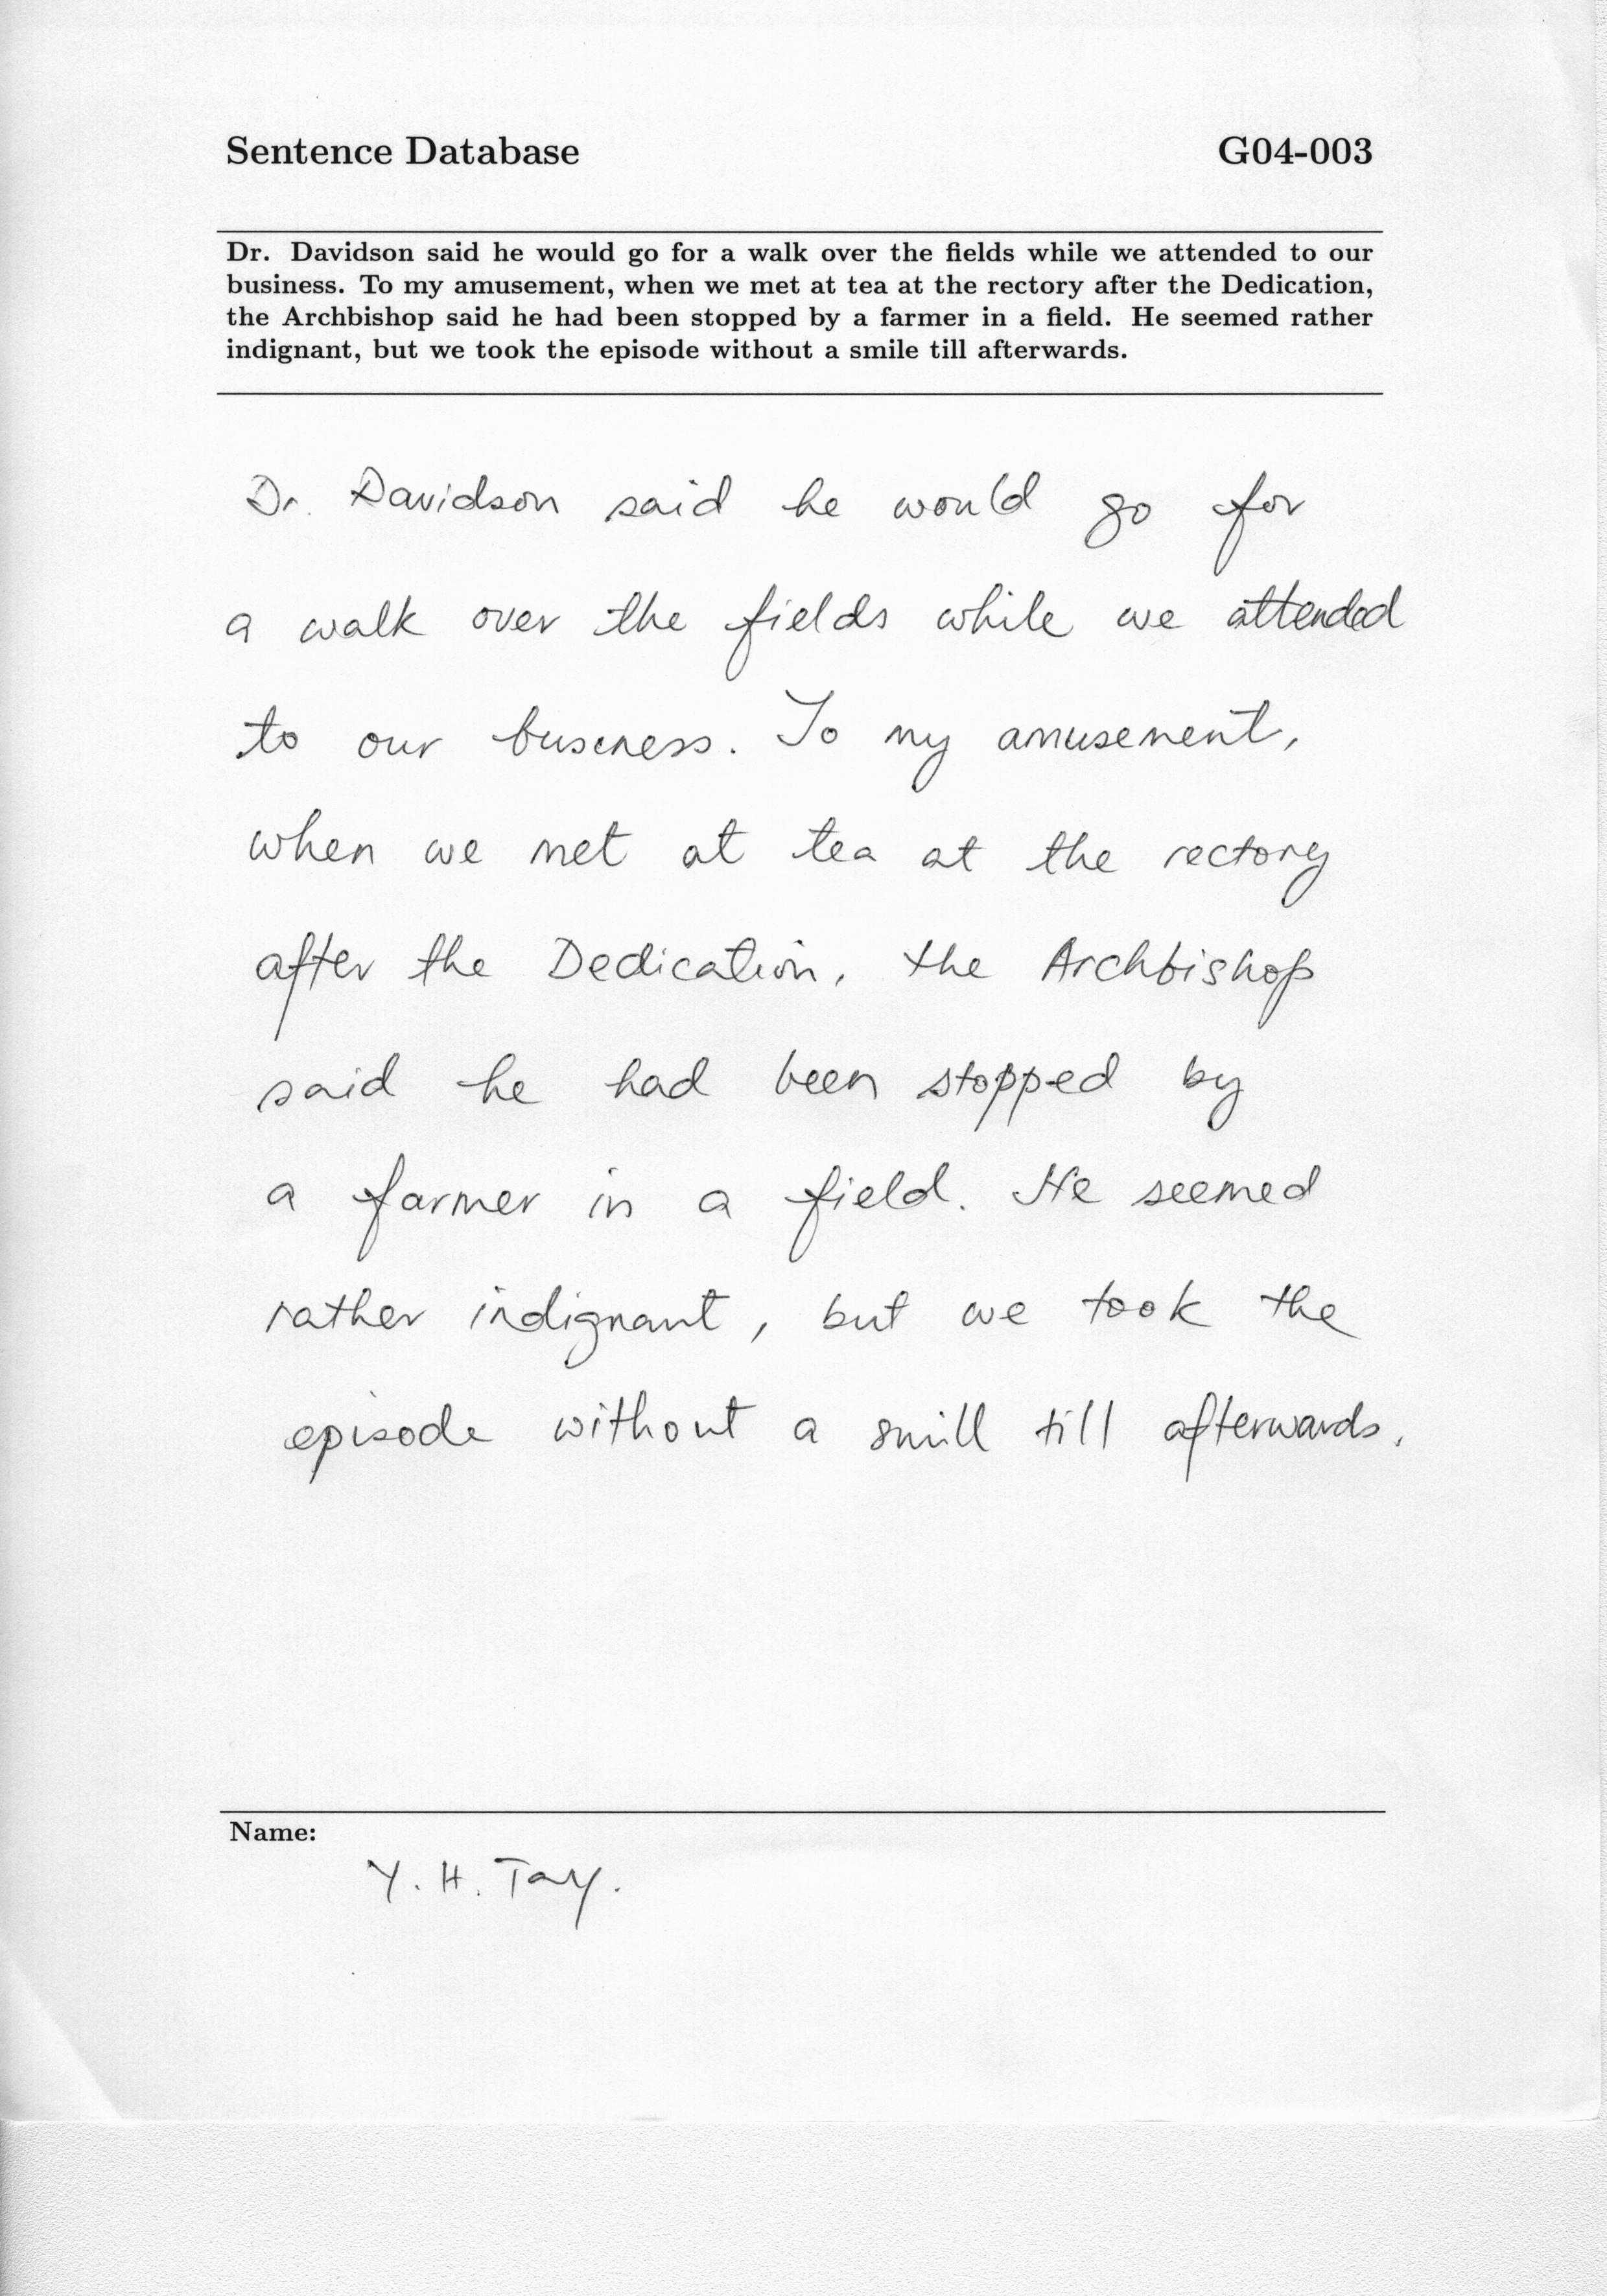 Sentence Database G04-003
Dr. Davidson said he would go for a walk over the fields while we attended to our
business. To my amusement, when we met at tea at the rectory after the Dedication,
the Archbishop said he had been stopped by a farmer in a field. He seemed rather
indignant, but we took the episode without a smile till afterwards.
Dr. Davidson said he would go for
a walk over the fields while we attended
to our business. To my amusement,
when we met at tea at the rectory
after the Dedication, the Archbishop
said he had been stopped by
a farmer in a field. He seemed
rather indignant, but we took the
episode without a smill till afterwards.
Name:
Y. H. Tay.